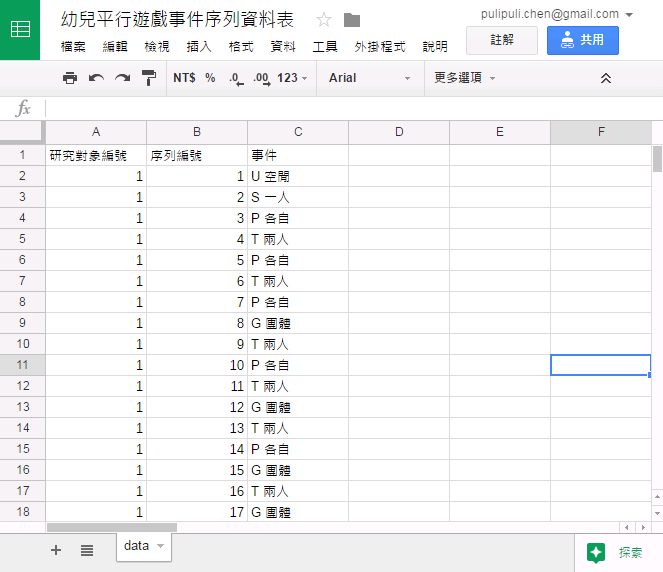 幼兒平行遊戲事件序列資料表
pulipuli.chen@gmail.com
檔案 編輯 檢視 插入 格式 資料 工具 外掛程式 說明
註解
共用
NT$ % .0 .00 123 Arial 更多選項
fx
A B C D E F
1 研究對象編號 序列編號 事件
2 1 1 U 空閒
3 1 2 S 一人
4 1 3 P 各自
5 1 4 T 兩人
6 1 5 P 各自
7 1 6 T 兩人
8 1 7 P 各自
9 1 8 G 團體
10 1 9 T 兩人
11 1 10 P 各自
12 1 11 T 兩人
13 1 12 G 團體
14 1 13 T 兩人
15 1 14 P 各自
16 1 15 G 團體
17 1 16 T 兩人
18 1 17 G 團體
data
探索